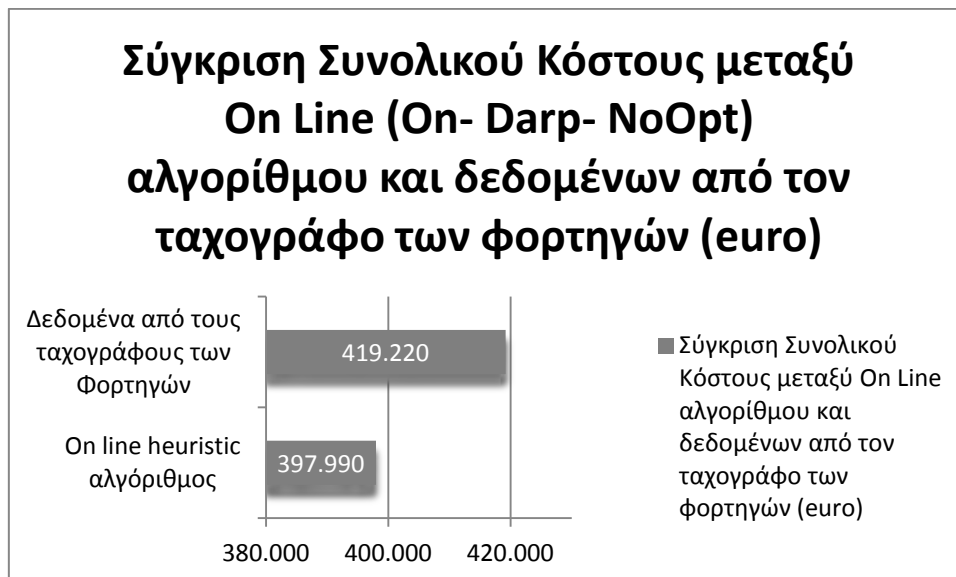 Σύγκριση Συνολικού Κόστους μεταξύ
On Line (On- Darp- NoOpt)
αλγορίθμου και δεδομένων από τον
ταχογράφο των φορτηγών (euro)
Δεδομένα από τους
ταχογράφους των
Φορτηγών
419.220
On line heuristic
αλγόριθμος
397.990
380.000 400.000 420.000
Σύγκριση Συνολικού
Κόστους μεταξύ On Line
αλγορίθμου και
δεδομένων από τον
ταχογράφο των
φορτηγών (euro)